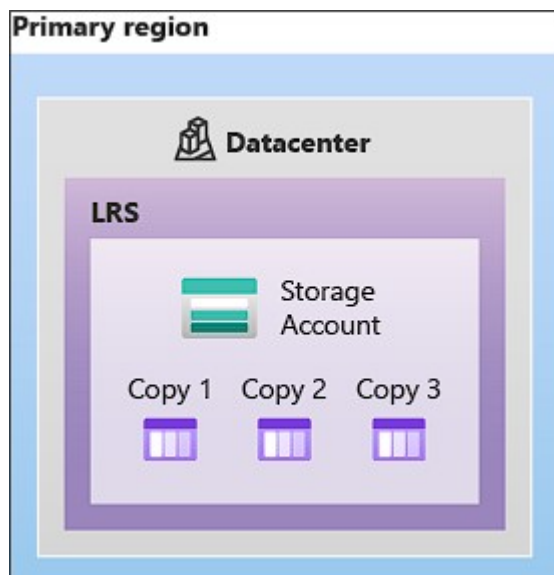 Primary region
Datacenter
LRS
Storage
Account
Copy 1 Copy 2 Copy 3